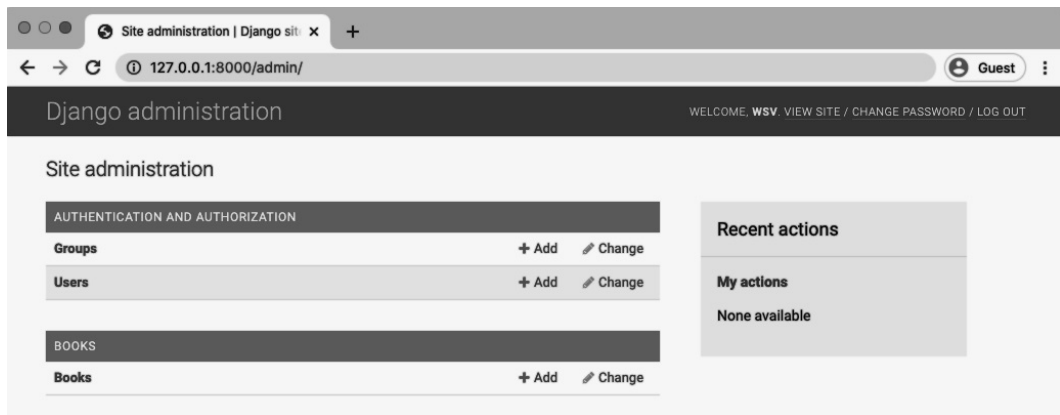 Site administration | Django sit
127.0.0.1:8000/admin/
Guest
Django administration
WELCOME, WSV. VIEW SITE / CHANGE PASSWORD / LOG OUT
Site administration
AUTHENTICATION AND AUTHORIZATION
Groups + Add Change
Users + Add Change
BOOKS
Books + Add Change
Recent actions
My actions
None available